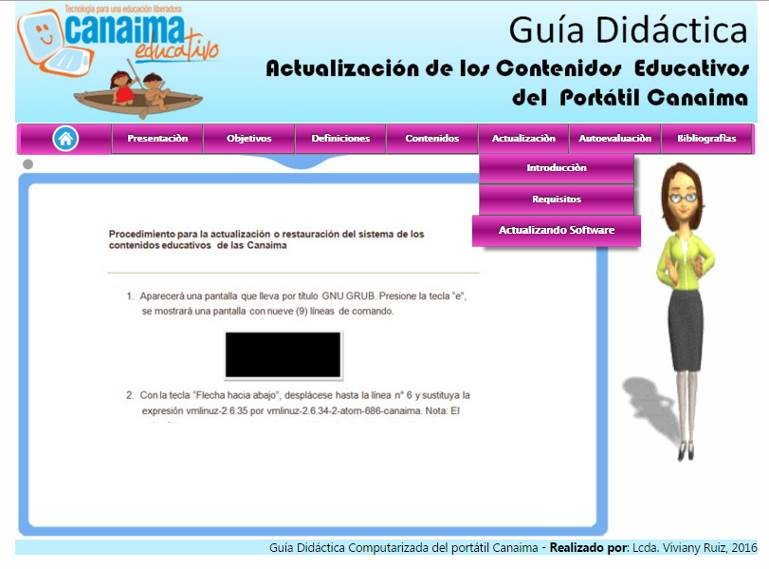 Tecnología para una educación liberadora
canaima
educativo
Guía Didáctica
Actualización de los Contenidos Educativos
del Portátil Canaima
Presentaciòn Objetivos Definiciones Contenidos Actualizaciòn Autoevaluaciòn Bibliografías
Introducciòn
Requisitos
Actualizando Software
Procedimiento para la actualización o restauración del sistema de los
contenidos educativos de las Canaima
1. Aparecerá una pantalla que lleva por título GNU GRUB. Presione la tecla "e",
se mostrará una pantalla con nueve (9) líneas de comando.
2. Con la tecla "Flecha hacia abajo", desplácese hasta la línea n° 6 y sustituya la
expresión vmlinuz-2.6.35 por vmlinuz-2.6.34-2-atom-686-canaima. Nota: El
Guía Didáctica Computarizada del portátil Canaima - Realizado por: Lcda. Viviany Ruiz, 2016